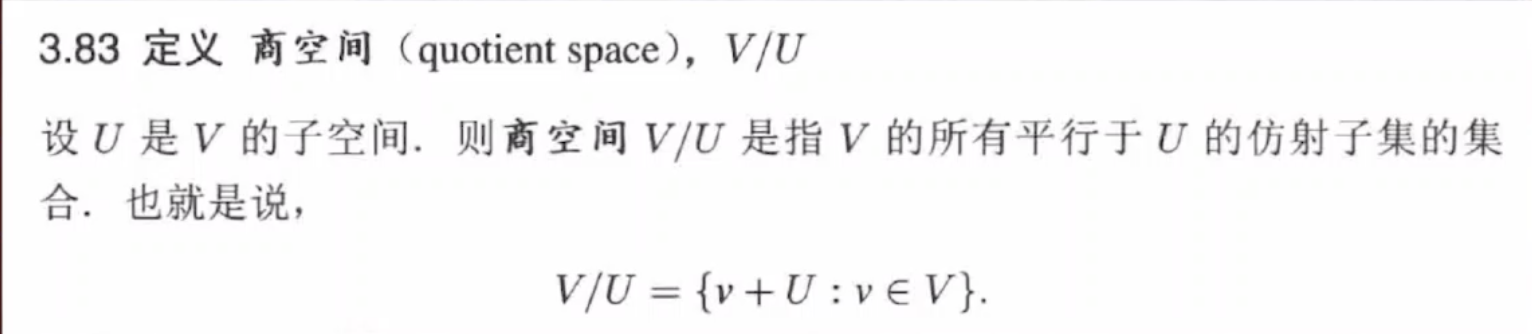 3.83 定义 商空间（quotient space），V/U
设 U 是 V 的子空间．则商空间 V/U 是指 V 的所有平行于 U 的仿射子集的集
合．也就是说，
V/U = {v + U : v ∈ V}.